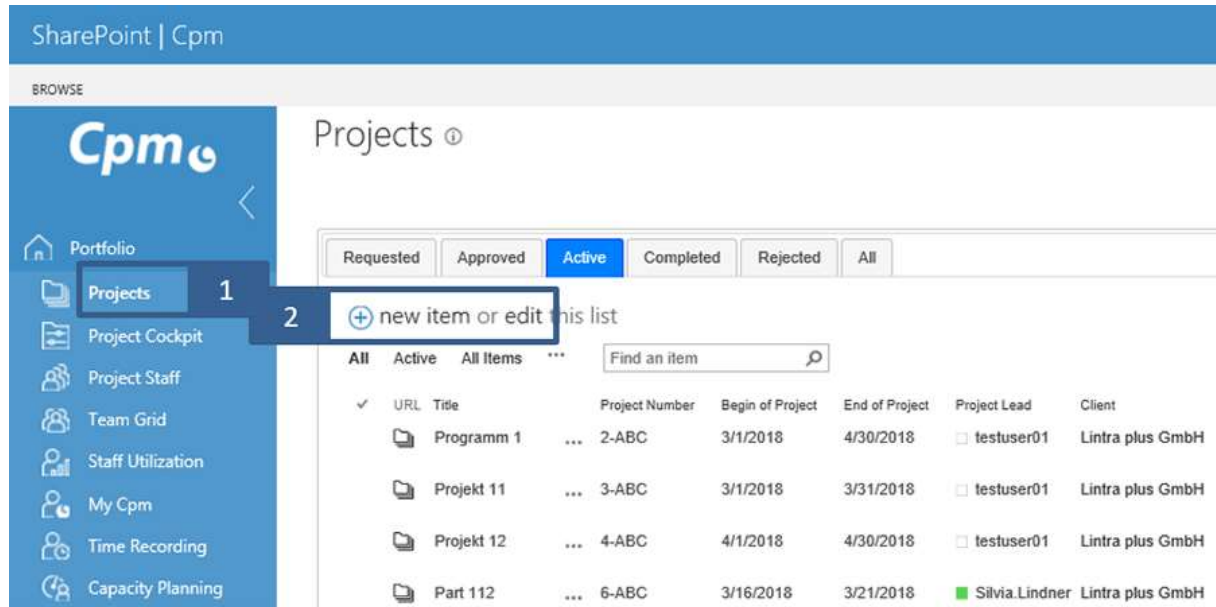 SharePoint | Cpm
BROWSE
Cpm
Projects
Portfolio
Projects 1
Project Cockpit
Project Staff
Team Grid
Staff Utilization
My Cpm
Time Recording
Capacity Planning
Requested Approved Active Completed Rejected All
2 new item or edit this list
All Active All Items ... Find an item
URL Title Project Number Begin of Project End of Project Project Lead Client
Programm 1 ... 2-ABC 3/1/2018 4/30/2018 testuser01 Lintra plus GmbH
Projekt 11 ... 3-ABC 3/1/2018 3/31/2018 testuser01 Lintra plus GmbH
Projekt 12 ... 4-ABC 4/1/2018 4/30/2018 testuser01 Lintra plus GmbH
Part 112 ... 6-ABC 3/16/2018 3/21/2018 Silvia.Lindner Lintra plus GmbH